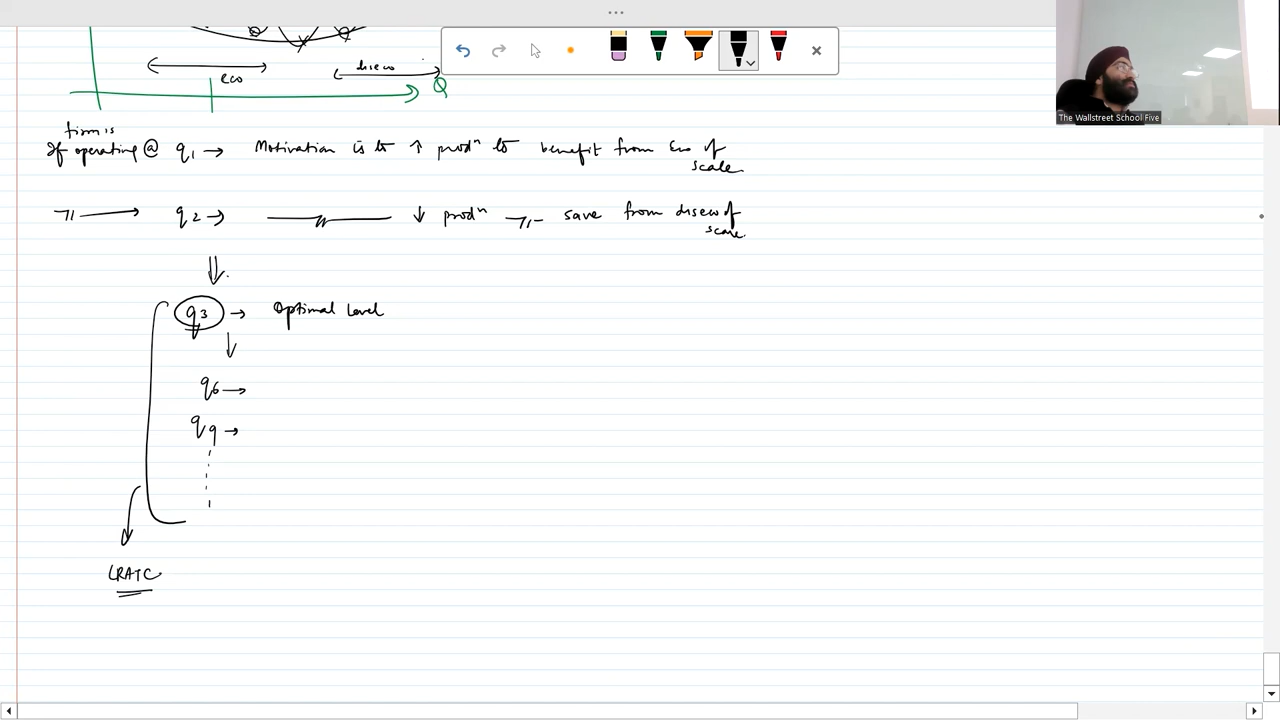 eco
diseco
Q
The Wallstreet School Five
firm is
If operating @ q1 → Motivation is to ↑ prodn to benefit from Eco of
scale
q2 → ↓ prodn save from diseco of
scale
q3 → Optimal Level
q6 →
q9 →
LRATC